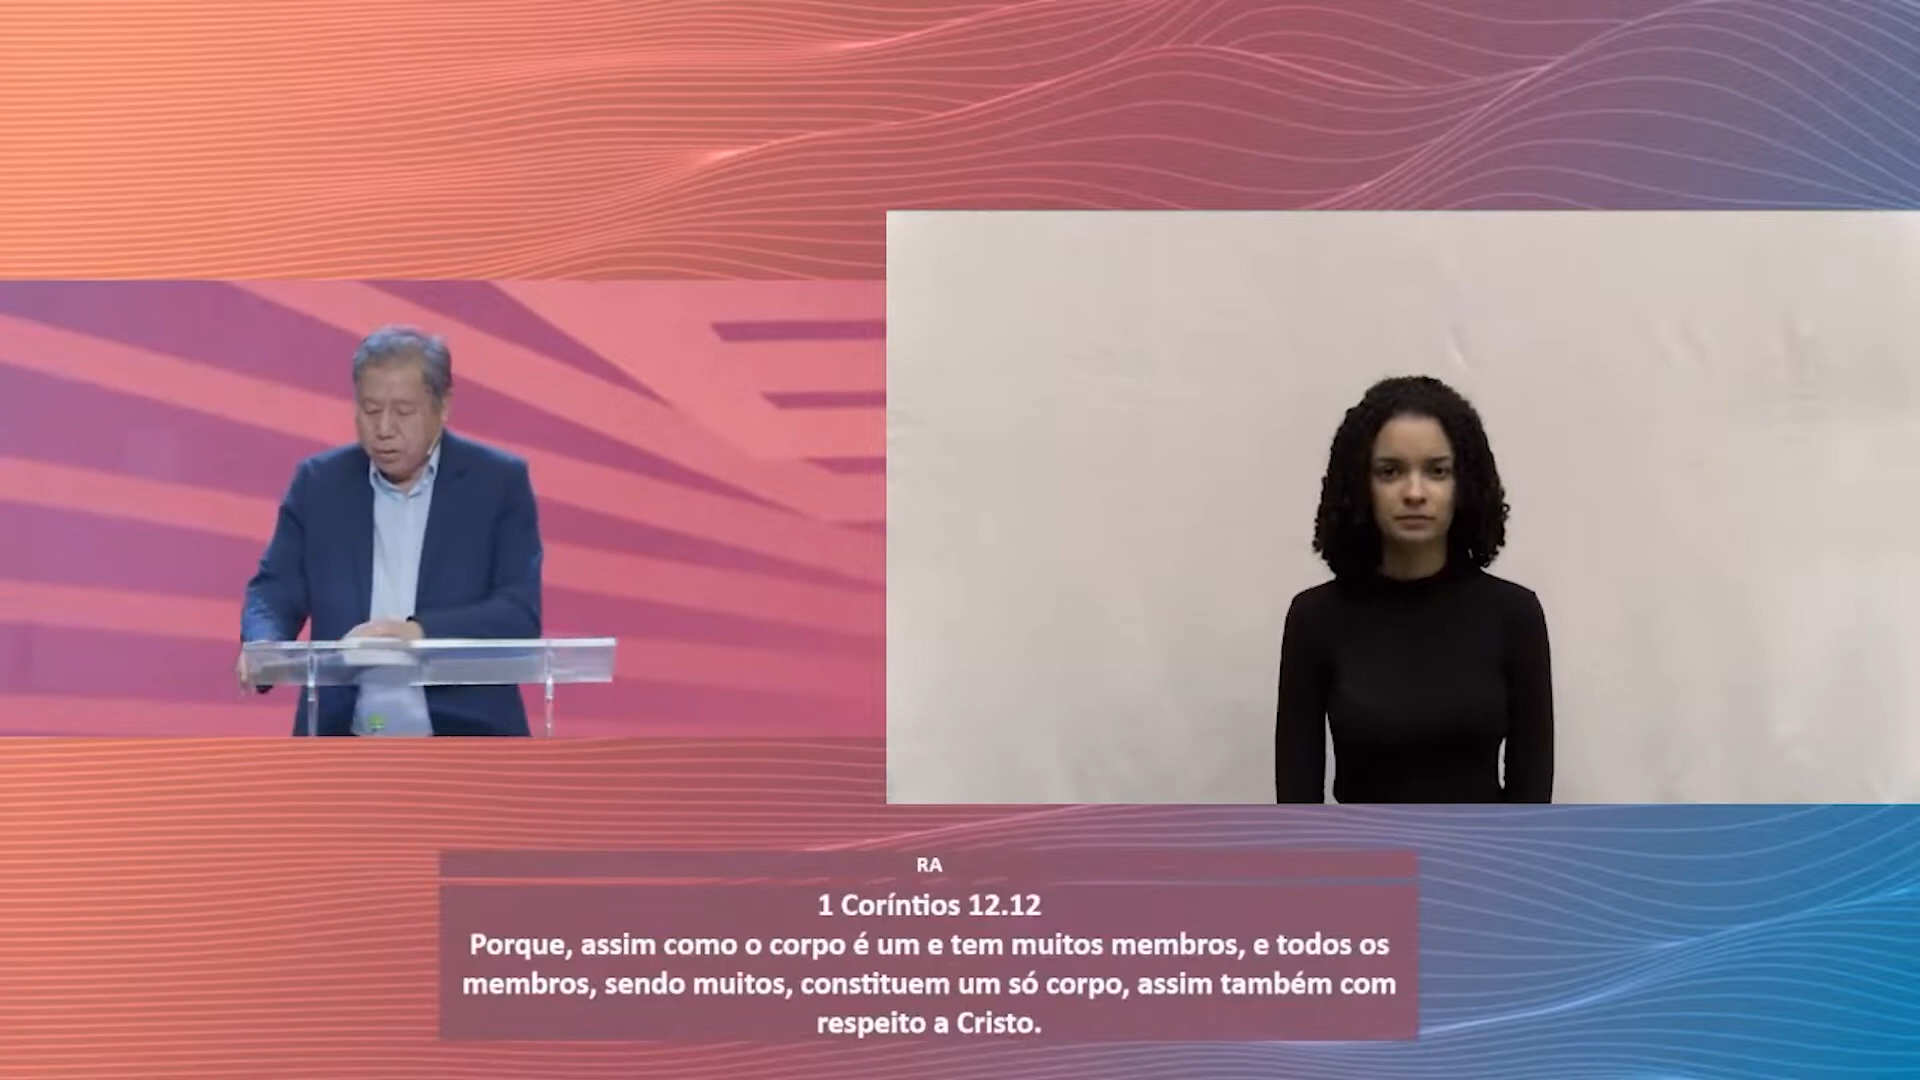 RA
1 Coríntios 12.12
Porque, assim como o corpo é um e tem muitos membros, e todos os
membros, sendo muitos, constituem um só corpo, assim também com
respeito a Cristo.